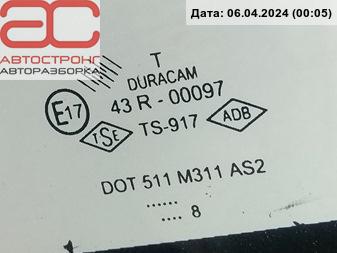 Дата: 06.04.2024 (00:05)
АС
АВТОСТРОНГ
АВТОРАЗБОРКА
T
DURACAM
E17
43 R - 00097
TSE
TS-917
ADB
DOT 511 M311 AS2
......
.... 8